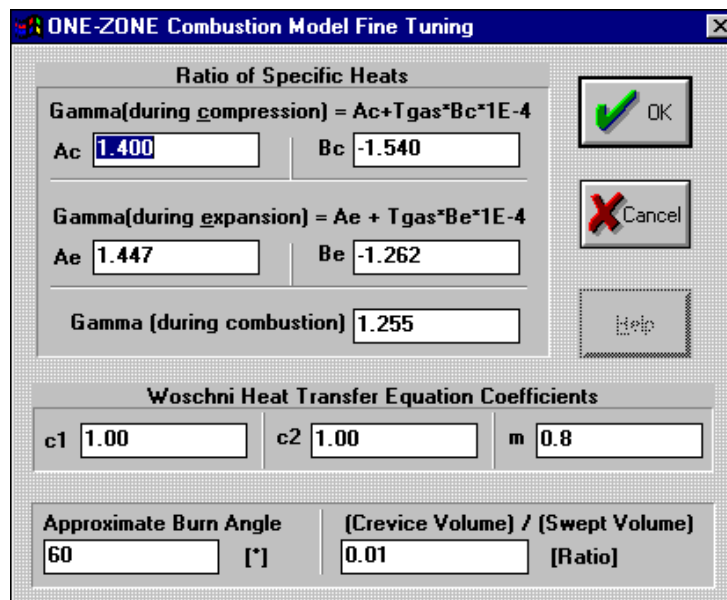 ONE-ZONE Combustion Model Fine Tuning
Ratio of Specific Heats
Gamma(during compression) = Ac+Tgas*Bc*1E-4
Ac 1.400 Bc -1.540
OK
Gamma(during expansion) = Ae + Tgas*Be*1E-4
Ae 1.447 Be -1.262
Cancel
Gamma (during combustion) 1.255
Help
Woschni Heat Transfer Equation Coefficients
c1 1.00 c2 1.00 m 0.8
Approximate Burn Angle (Crevice Volume) / (Swept Volume)
60 [*] 0.01 [Ratio]